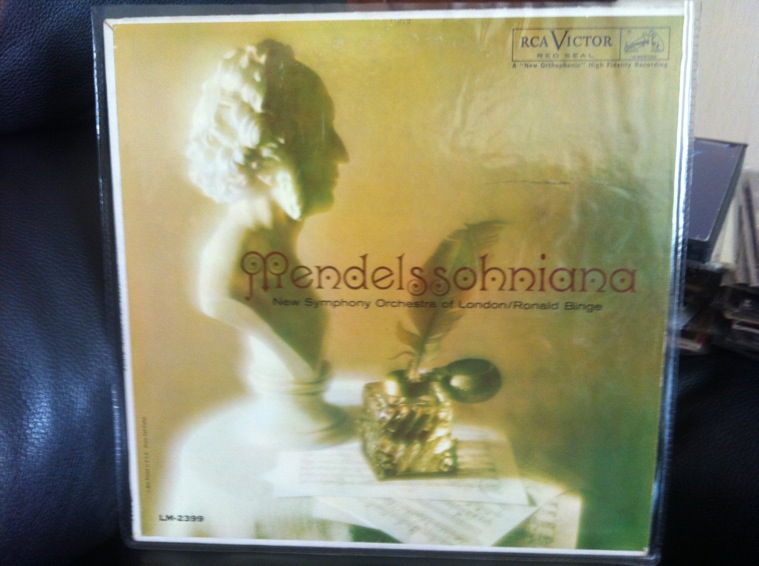 RCA VICTOR
RED SEAL
A "New Orthophonic" High Fidelity Recording
Mendelssohniana
New Symphony Orchestra of London/Ronald Binge
LM-2399